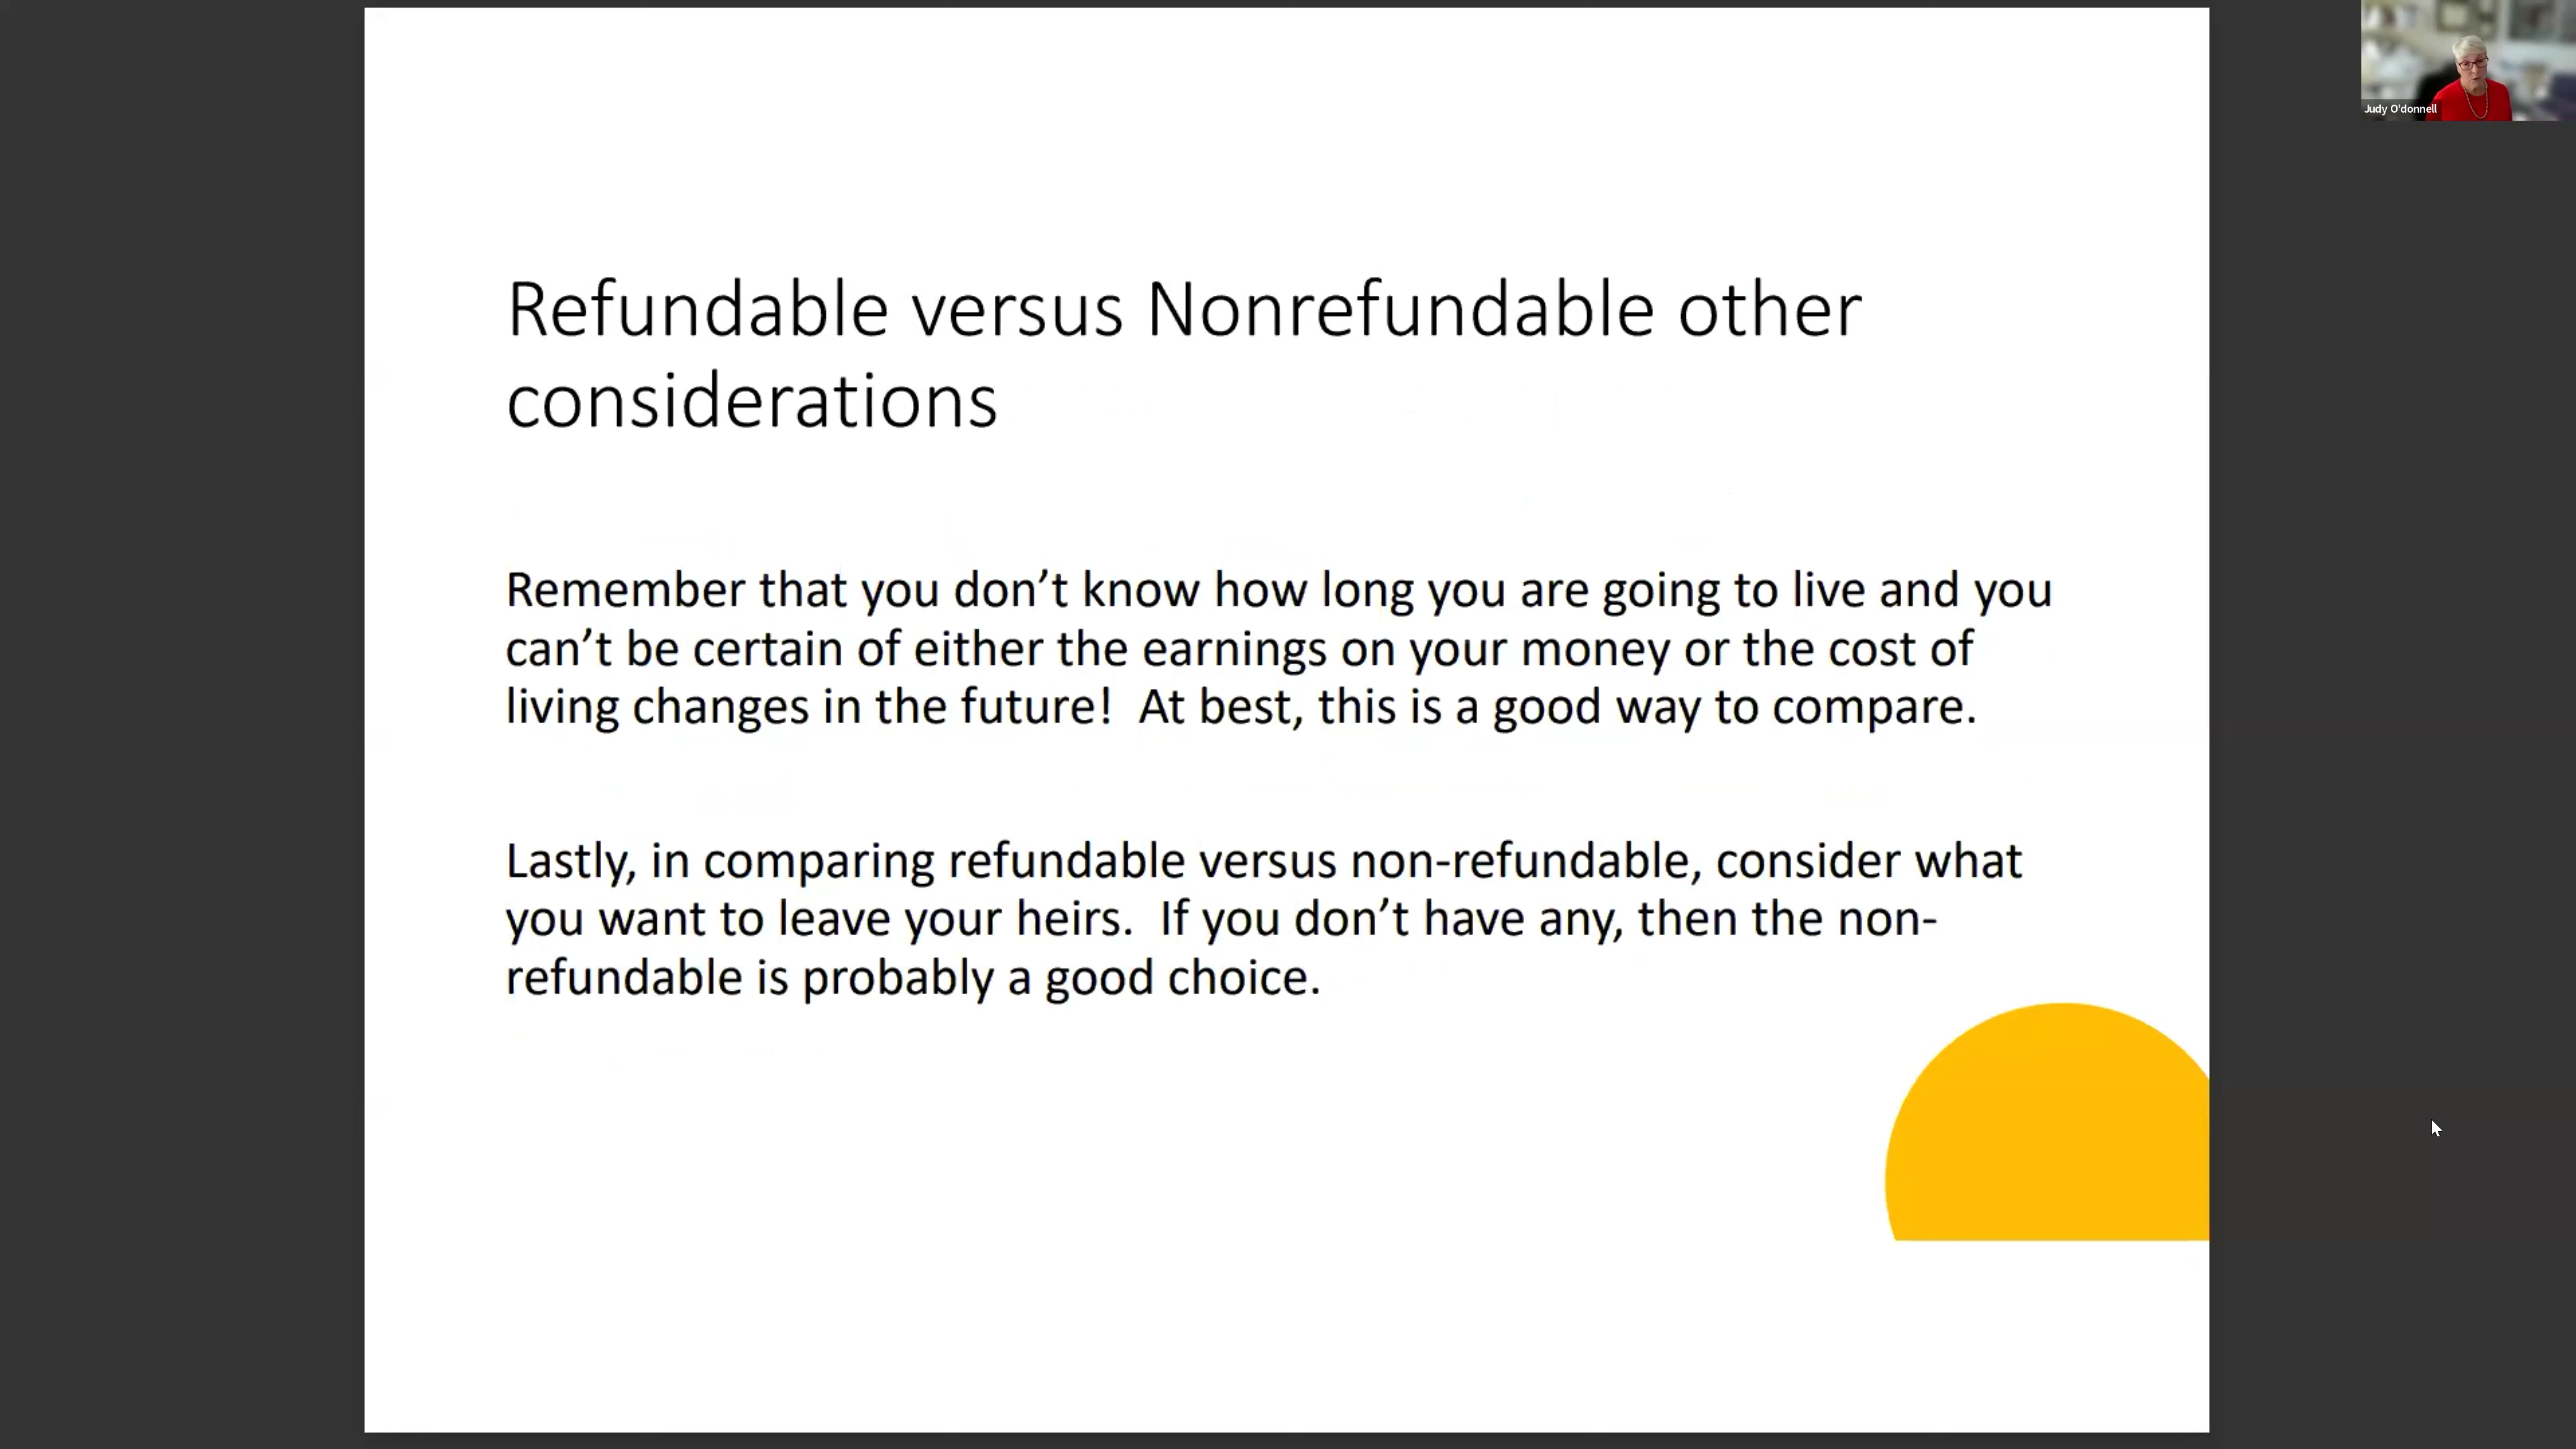 Judy O'donnell
Refundable versus Nonrefundable other
considerations
Remember that you don’t know how long you are going to live and you
can’t be certain of either the earnings on your money or the cost of
living changes in the future!  At best, this is a good way to compare.
Lastly, in comparing refundable versus non-refundable, consider what
you want to leave your heirs.  If you don’t have any, then the non-
refundable is probably a good choice.